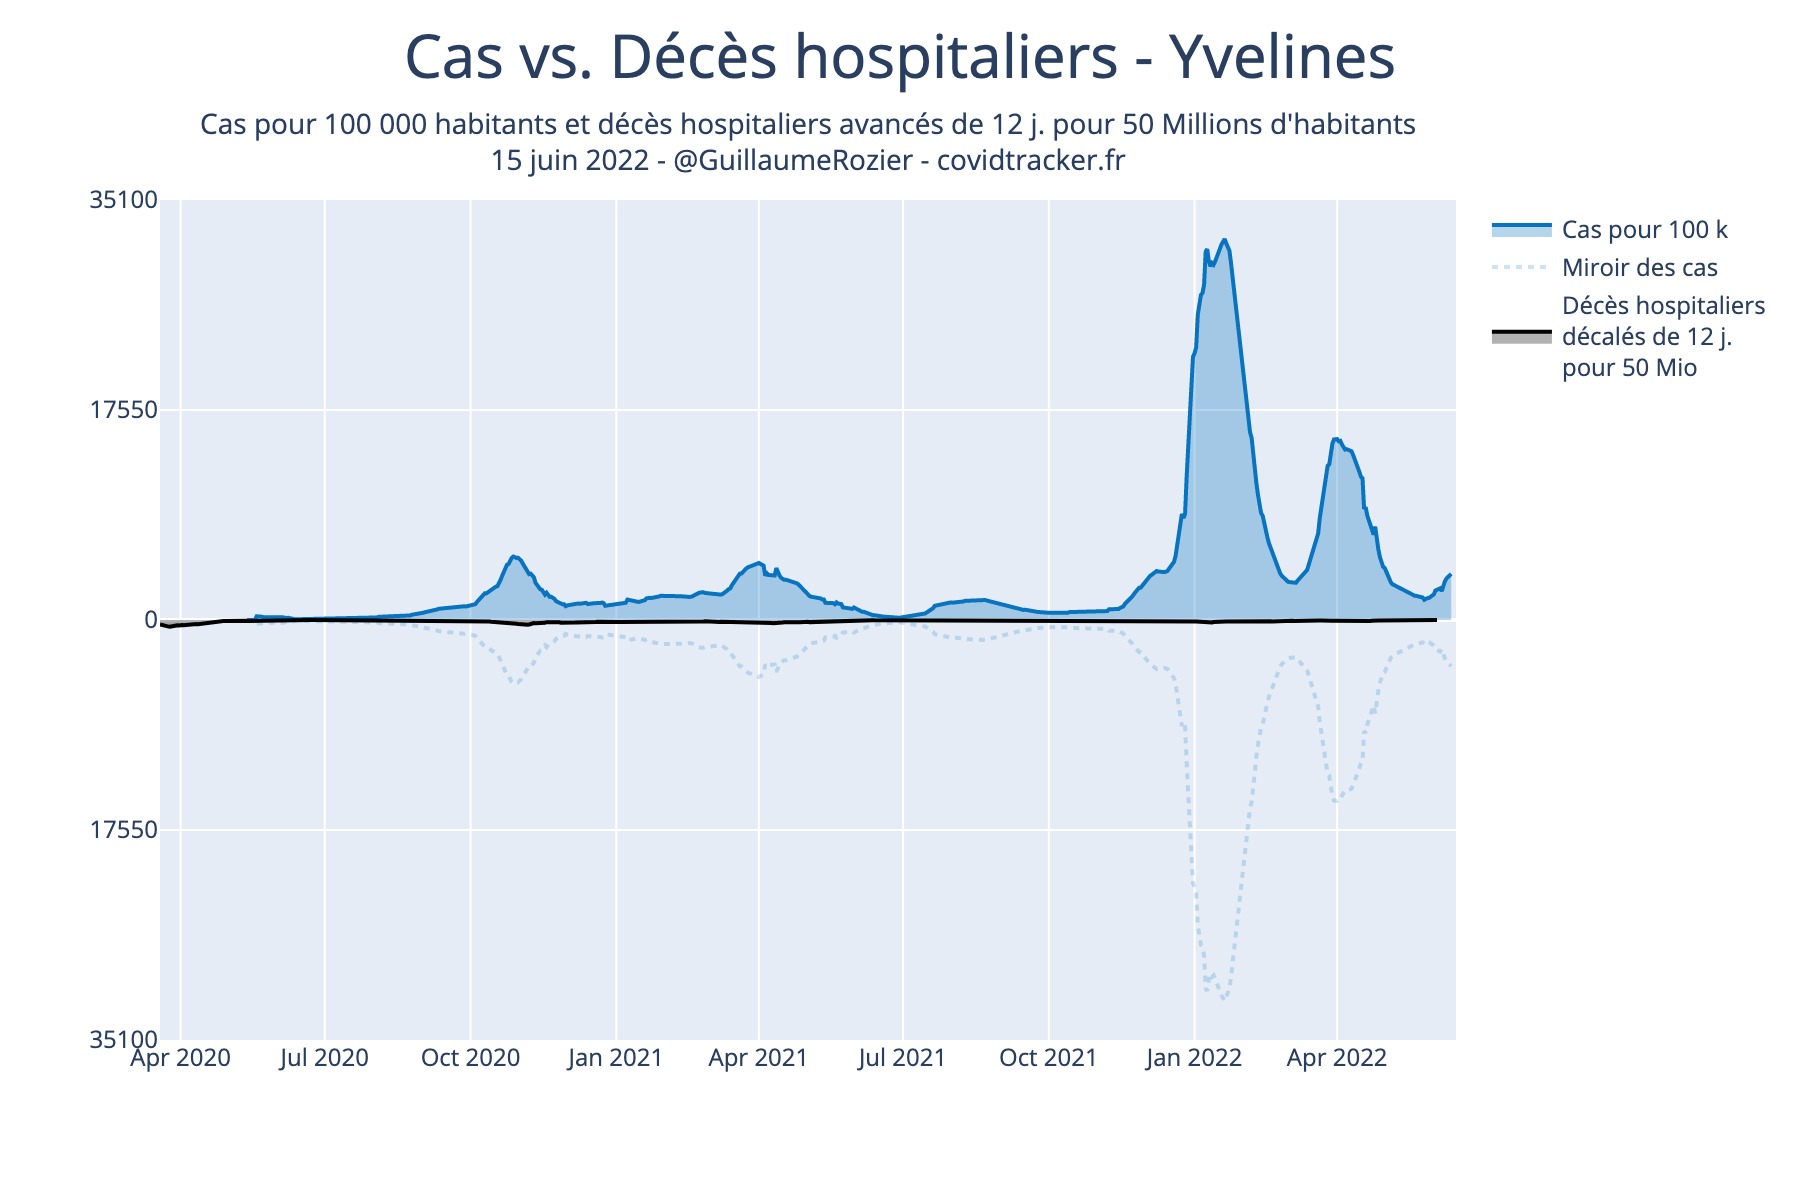 Cas vs. Décès hospitaliers - Yvelines
Cas pour 100 000 habitants et décès hospitaliers avancés de 12 j. pour 50 Millions d'habitants
15 juin 2022 - @GuillaumeRozier - covidtracker.fr
35100
17550
0
17550
35100
Apr 2020
Jul 2020
Oct 2020
Jan 2021
Apr 2021
Jul 2021
Oct 2021
Jan 2022
Apr 2022
Cas pour 100 k
Miroir des cas
Décès hospitaliers
décalés de 12 j.
pour 50 Mio